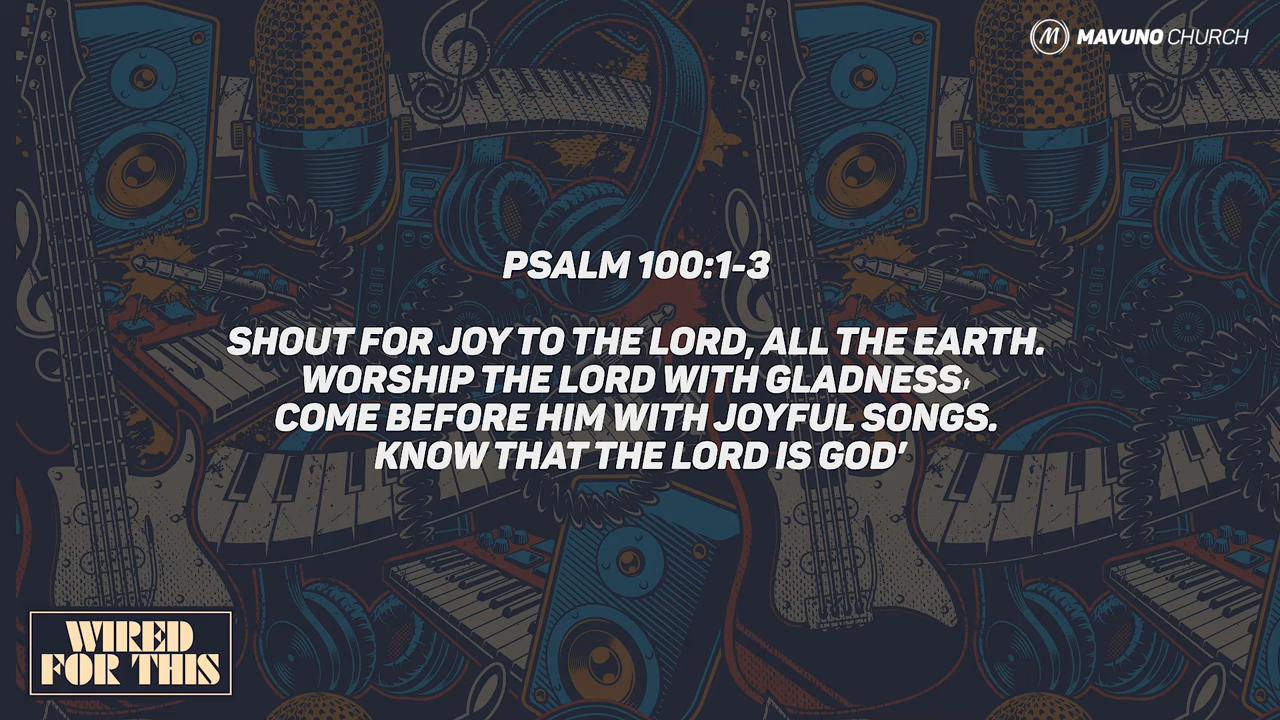 MAVUNO CHURCH
PSALM 100:1-3
SHOUT FOR JOY TO THE LORD, ALL THE EARTH.
WORSHIP THE LORD WITH GLADNESS,
COME BEFORE HIM WITH JOYFUL SONGS.
KNOW THAT THE LORD IS GOD’
WIRED
FOR THIS